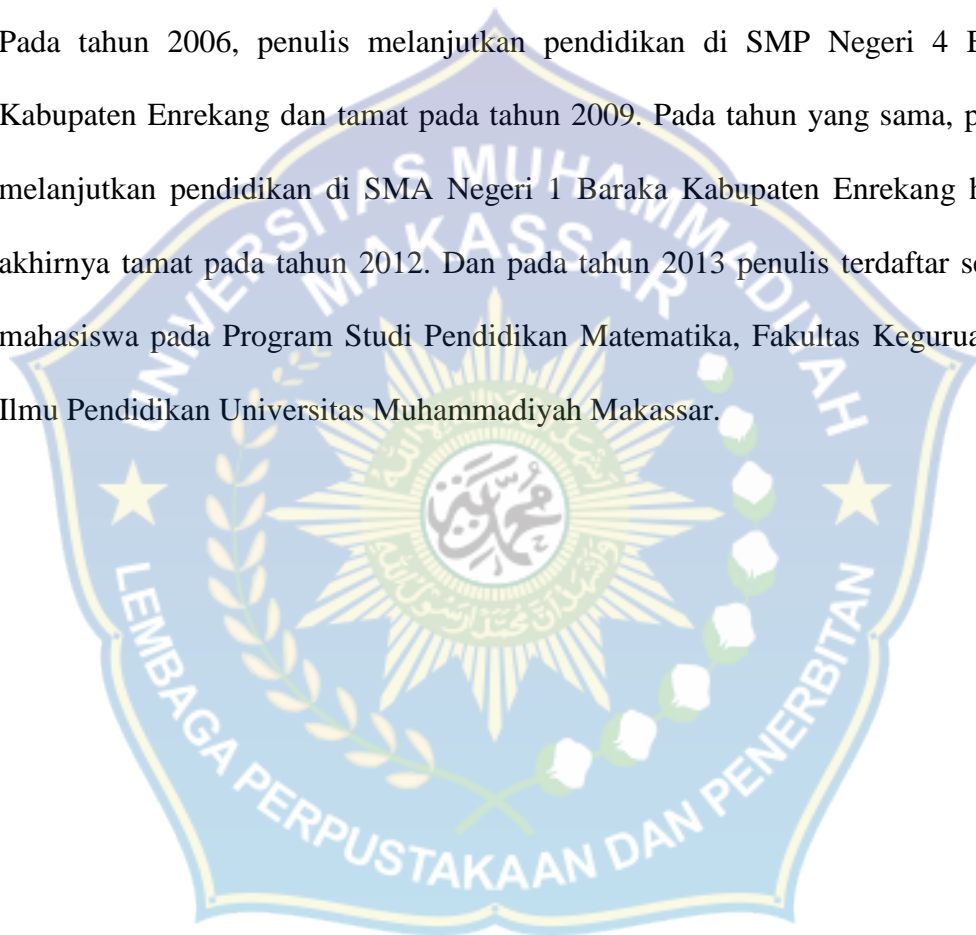 Pada tahun 2006, penulis melanjutkan pendidikan di SMP Negeri 4
Kabupaten Enrekang dan tamat pada tahun 2009. Pada tahun yang sama,
melanjutkan pendidikan di SMA Negeri 1 Baraka Kabupaten Enrekang
akhirnya tamat pada tahun 2012. Dan pada tahun 2013 penulis terdaftar
mahasiswa pada Program Studi Pendidikan Matematika, Fakultas
Ilmu Pendidikan Universitas Muhammadiyah Makassar.
UNIVERSITAS MUHAMMADIYAH
MAKASSAR
محمدية
LEMBAGA PERPUSTAKAAN DAN PENERBITAN